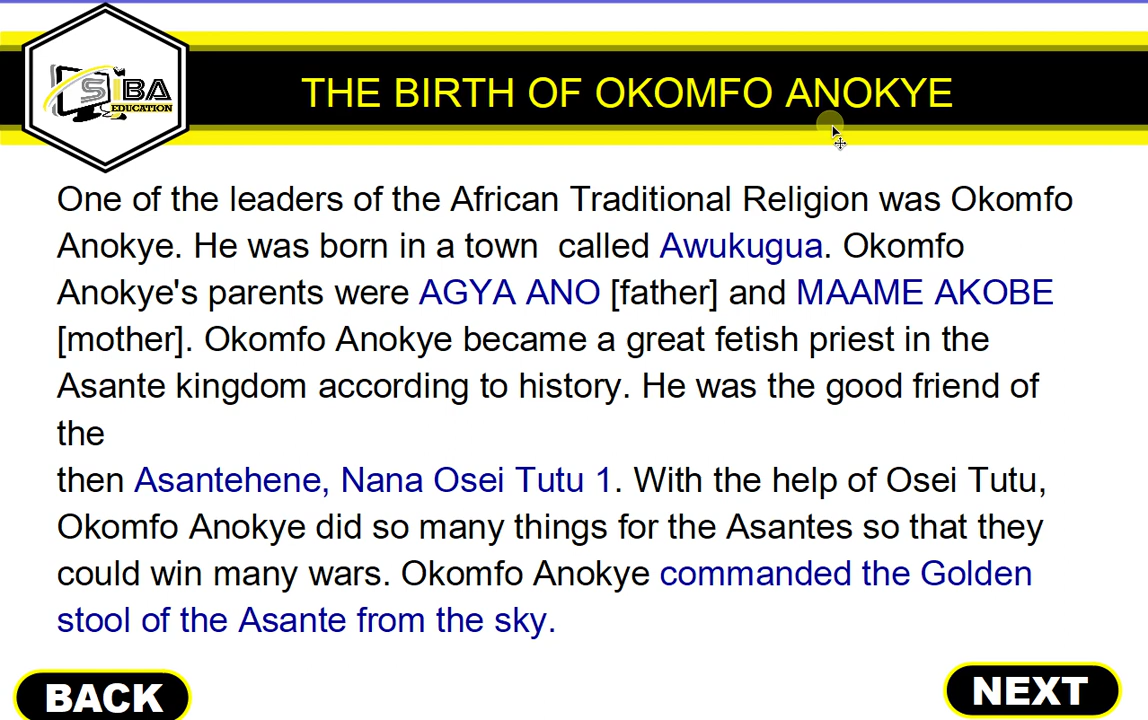 SIBA
EDUCATION
THE BIRTH OF OKOMFO ANOKYE
One of the leaders of the African Traditional Religion was Okomfo
Anokye. He was born in a town  called Awukugua. Okomfo
Anokye's parents were AGYA ANO [father] and MAAME AKOBE
[mother]. Okomfo Anokye became a great fetish priest in the
Asante kingdom according to history. He was the good friend of
the
then Asantehene, Nana Osei Tutu 1. With the help of Osei Tutu,
Okomfo Anokye did so many things for the Asantes so that they
could win many wars. Okomfo Anokye commanded the Golden
stool of the Asante from the sky.
BACK
NEXT